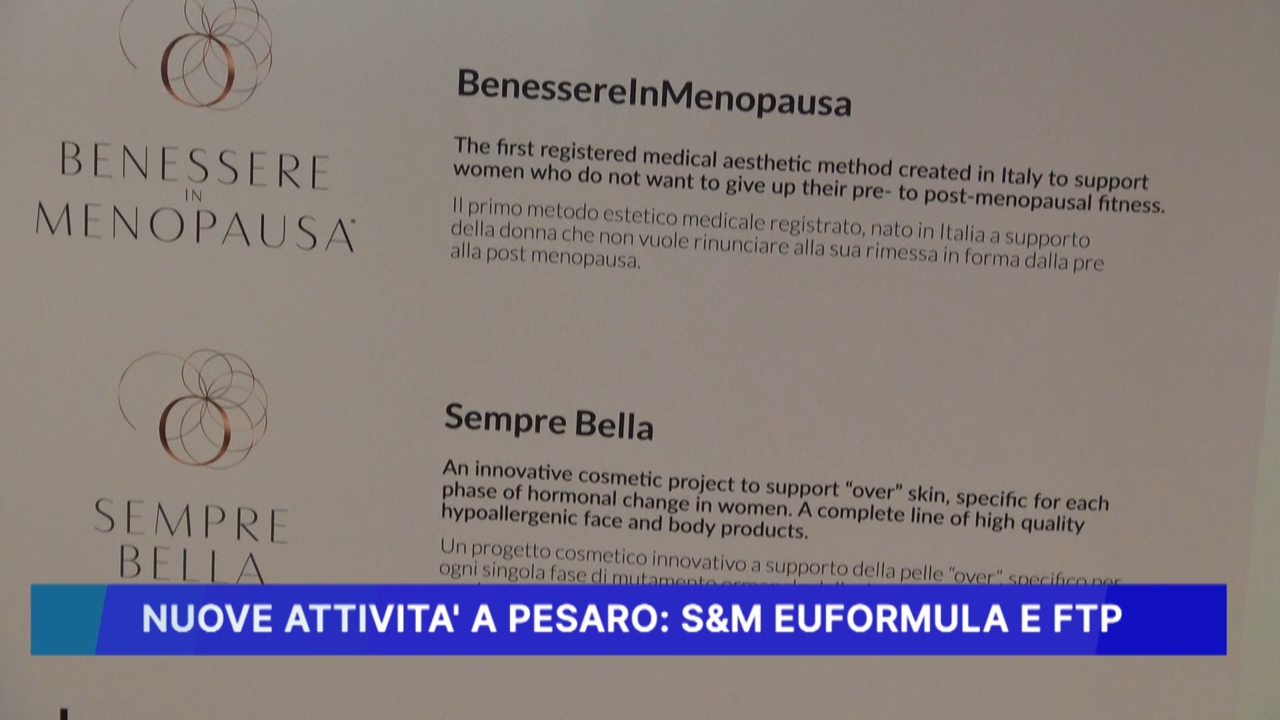 BENESSERE
IN
MENOPAUSA
BenessereInMenopausa
The first registered medical aesthetic method created in Italy to support
women who do not want to give up their pre- to post-menopausal fitness.
Il primo metodo estetico medicale registrato, nato in Italia a supporto
della donna che non vuole rinunciare alla sua rimessa in forma dalla pre
alla post menopausa.
SEMPRE
BELLA
Sempre Bella
An innovative cosmetic project to support “over” skin, specific for each
phase of hormonal change in women. A complete line of high quality
hypoallergenic face and body products.
Un progetto cosmetico innovativo a supporto della pelle “over”, specifico per
ogni singola fase di mutamento
NUOVE ATTIVITA' A PESARO: S&M EUFORMULA E FTP